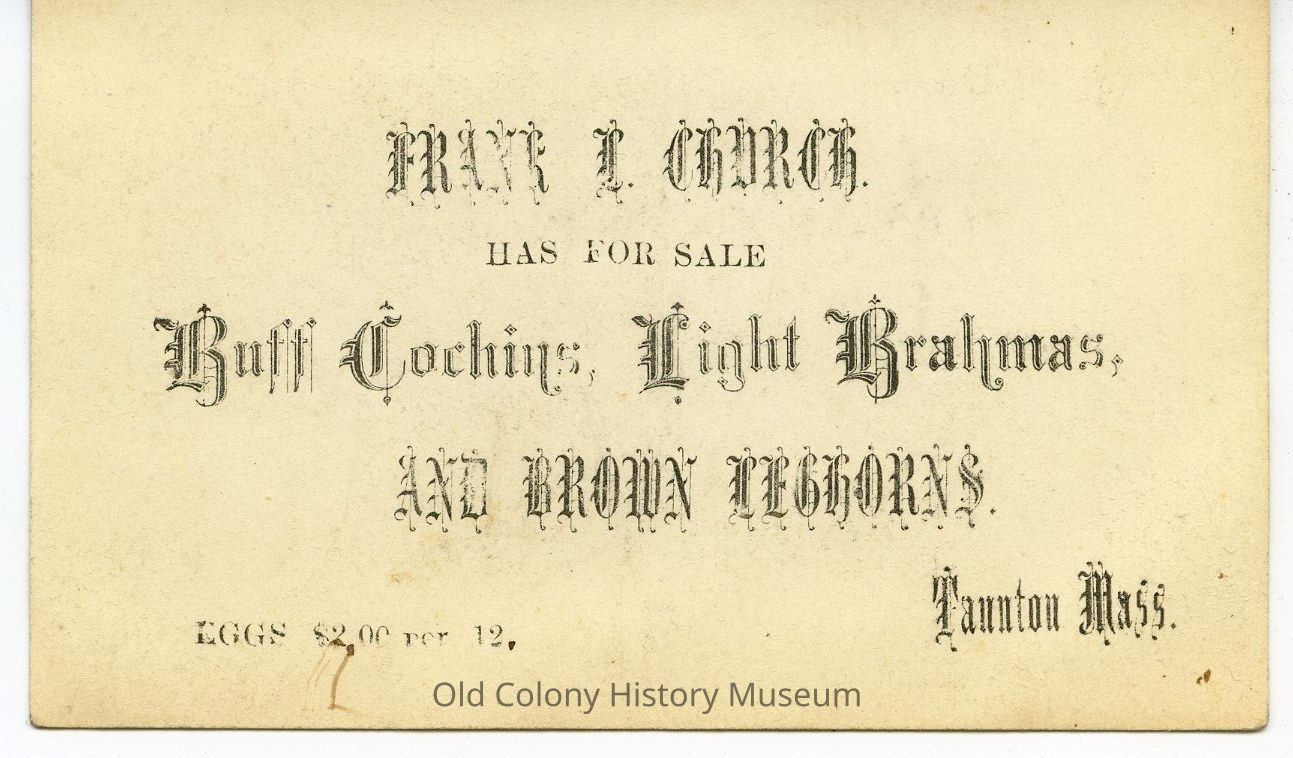 FRANK L. CHURCH.
HAS FOR SALE
Buff Cochins, Light Brahmas,
AND BROWN LEGHORNS.
Taunton Mass.
EGGS $2,00 per 12.
Old Colony History Museum